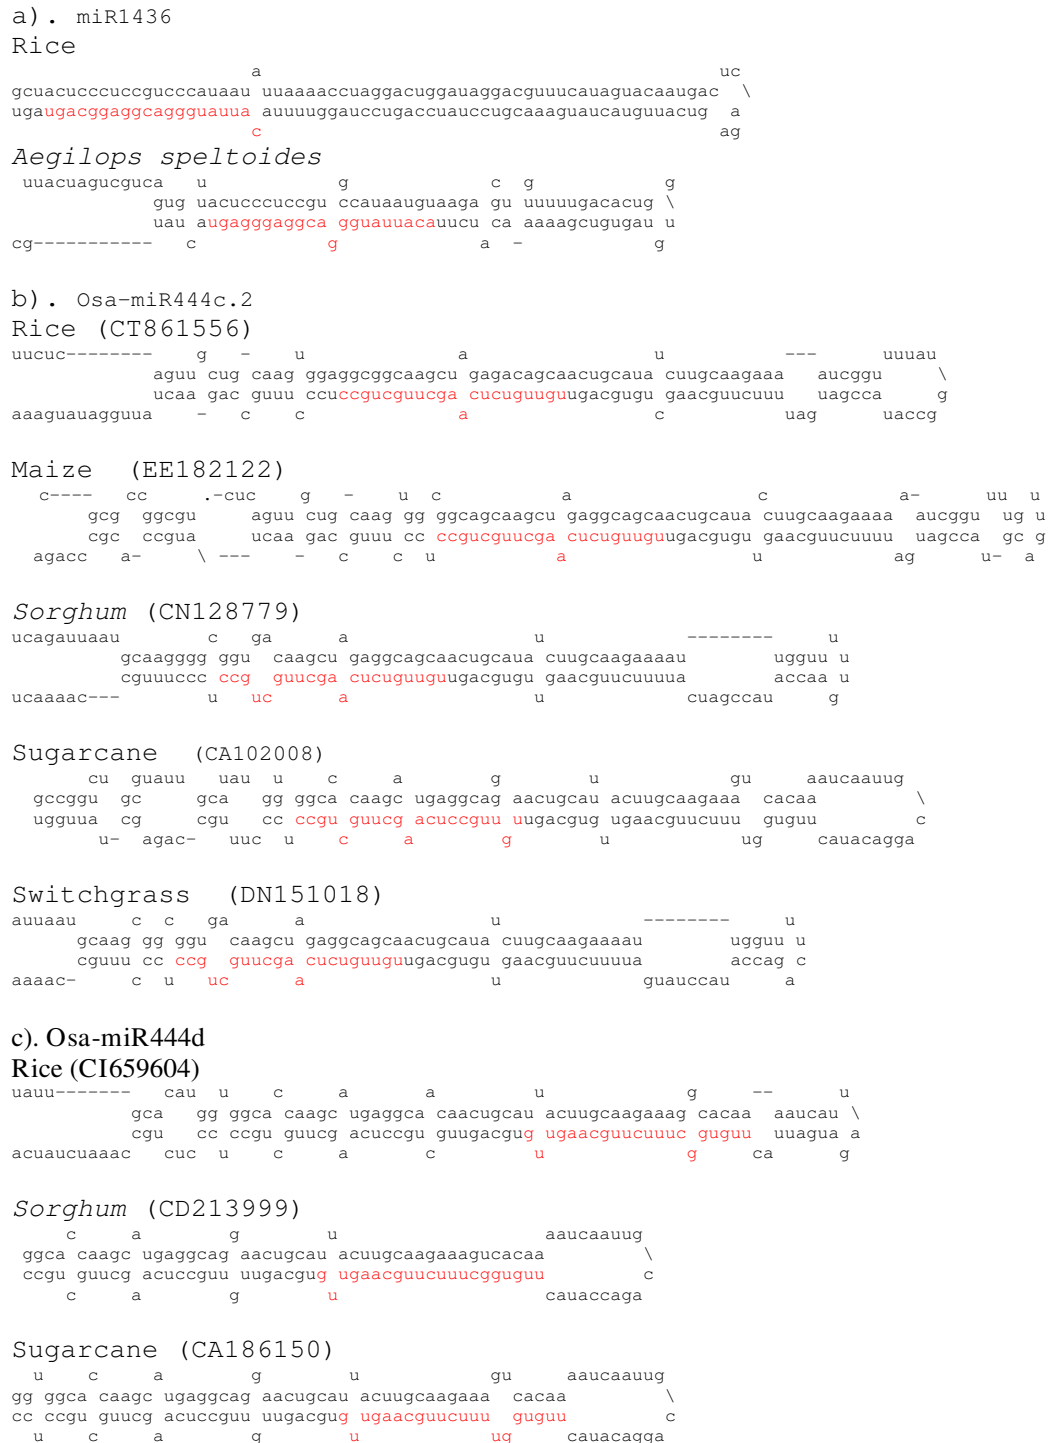 a). miR1436
Rice
                               a                                                        uc
gcuacucccuccgucccauaau uuaaaaccuaggacuggauaggacguuucauaguacaaugac  \
ugaugacggaggcaggguauua auuuuggauccugaccuauccugcaaaguaucauguuacug  a
                               c                                                        ag
Aegilops speltoides
 uuacuagucguca   u               g                 c  g                g
                 gug uacucccuccgu ccauaauguaaga gu uuuuugacacug \
                 uau augagggaggca gguauuacauucu ca aaaagcugugau u
cg-----------    c               g                 a  -                g
b). Osa-miR444c.2
Rice (CT861556)
uucuc--------     g   -     u                   a                       u               ---        uuuau
                 aguu cug caag ggaggcggcaagcu gagacagcaacugcaua cuugcaagaaa   aucggu      \
                 ucaa gac guuu ccuccgucguucga cucuguuguugacgugu gaacguucuuu   uagcca      g
aaaguauagguua     -   c     c                   a                       c               uag        uaccg
Maize  (EE182122)
   c----    cc       .-cuc     g   -     u  c              a                       c                a-       uu  u
         gcg  ggcgu      aguu cug caag gg ggcagcaagcu gaggcagcaacugcaua cuugcaagaaaa  aucggu  ug u
         cgc  ccgua      ucaa gac guuu cc ccgucguucga cucuguuguugacgugu gaacguucuuuu  uagcca  gc g
  agacc    a-       \ ---     -   c     c  u              a                       u                ag       u-  a
Sorghum (CN128779)
ucagauuaau           c   ga        a                       u                 --------       u
             gcaagggg ggu  caagcu gaggcagcaacugcaua cuugcaagaaaau          ugguu u
             cguuuccc ccg  guucga cucuguuguugacgugu gaacguucuuuua          accaa u
ucaaaac---           u   uc        a                       u                 cuagccau       g
Sugarcane  (CA102008)
         cu  guauu    uau  u     c       a          g            u               gu       aaucaauug
  gccggu  gc      gca   gg ggca caagc ugaggcag aacugcau acuugcaagaaa  cacaa            \
  ugguua  cg      cgu   cc ccgu guucg acuccguu uugacgug ugaacguucuuu  guguu            c
          u-  agac-    uuc  u     c       a          g            u               ug       cauacagga
Switchgrass  (DN151018)
auuaau       c  c   ga        a                       u                 --------      u
        gcaag gg ggu  caagcu gaggcagcaacugcaua cuugcaagaaaau          ugguu u
        cguuu cc ccg  guucga cucuguuguugacgugu gaacguucuuuua          accag c
aaaac-       c  u   uc        a                       u                 guauccau      a
c). Osa-miR444d
Rice (CI659604)
uauu-------    cau  u     c       a         a            u                  g      --        u
              gca   gg ggca caagc ugaggca caacugcau acuugcaagaaag cacaa  aaucau \
              cgu   cc ccgu guucg acuccgu guugacgug ugaacguucuuuc guguu  uuagua a
acuaucuaaac    cuc  u     c       a         c            u                  g      ca        g
Sorghum (CD213999)
      c       a          g           u                          aaucaauug
 ggca caagc ugaggcag aacugcau acuugcaagaaagucacaa            \
 ccgu guucg acuccguu uugacgug ugaacguucuuucgguguu            c
      c       a          g           u                          cauaccaga
Sugarcane (CA186150)
  u     c       a          g           u                gu       aaucaauug
gg ggca caagc ugaggcag aacugcau acuugcaagaaa  cacaa            \
cc ccgu guucg acuccguu uugacgug ugaacguucuuu  guguu            c
  u     c       a          g           u                ug       cauacagga